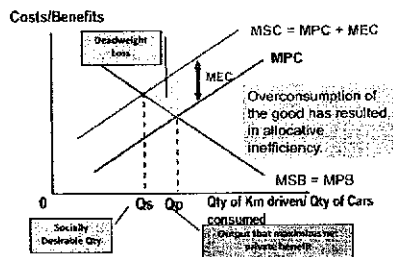 Costs/Benefits
MSC = MPC + MEC
Deadweight
Loss
MPC
MEC
Overconsumption of
the good has resulted
in allocative
inefficiency.
MSB = MPB
0
Qs
Qp
Qty of Km driven/ Qty of Cars
consumed
Socially
Desirable Qty
Output that maximises net
private benefit